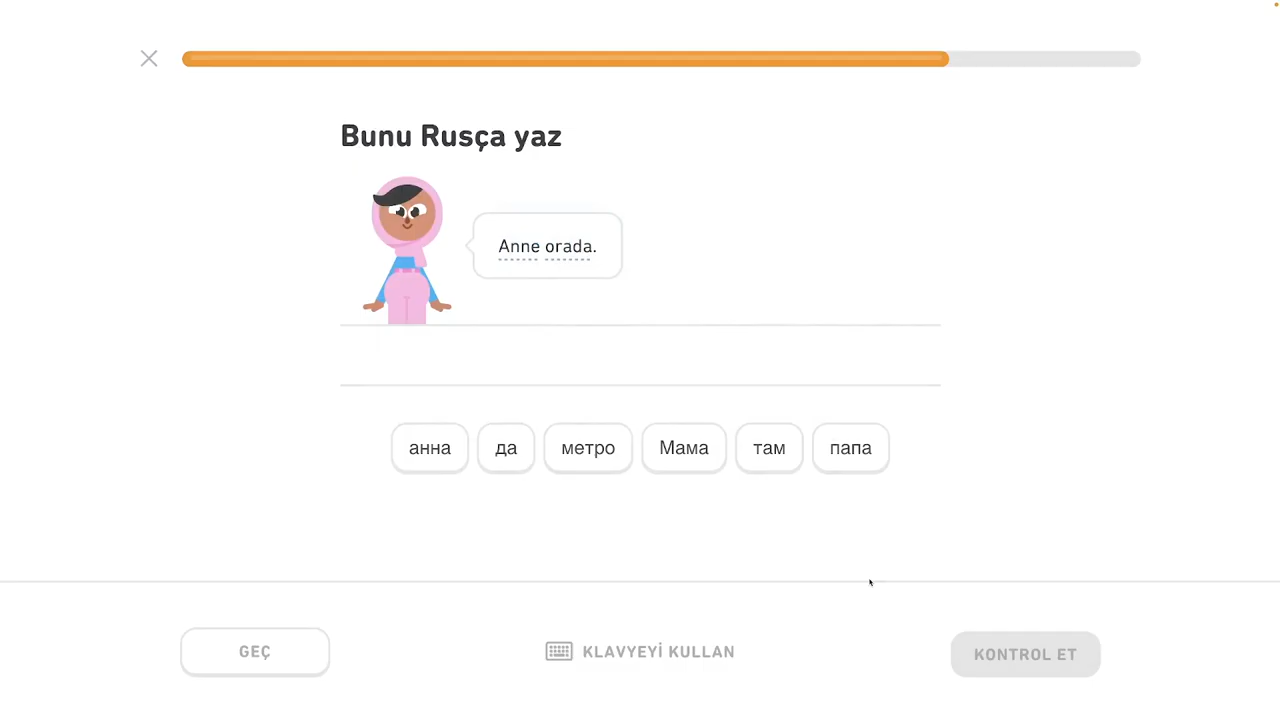 Bunu Rusça yaz
Anne orada.
анна да метро Мама там папа
GEÇ KLAVYEYİ KULLAN KONTROL ET